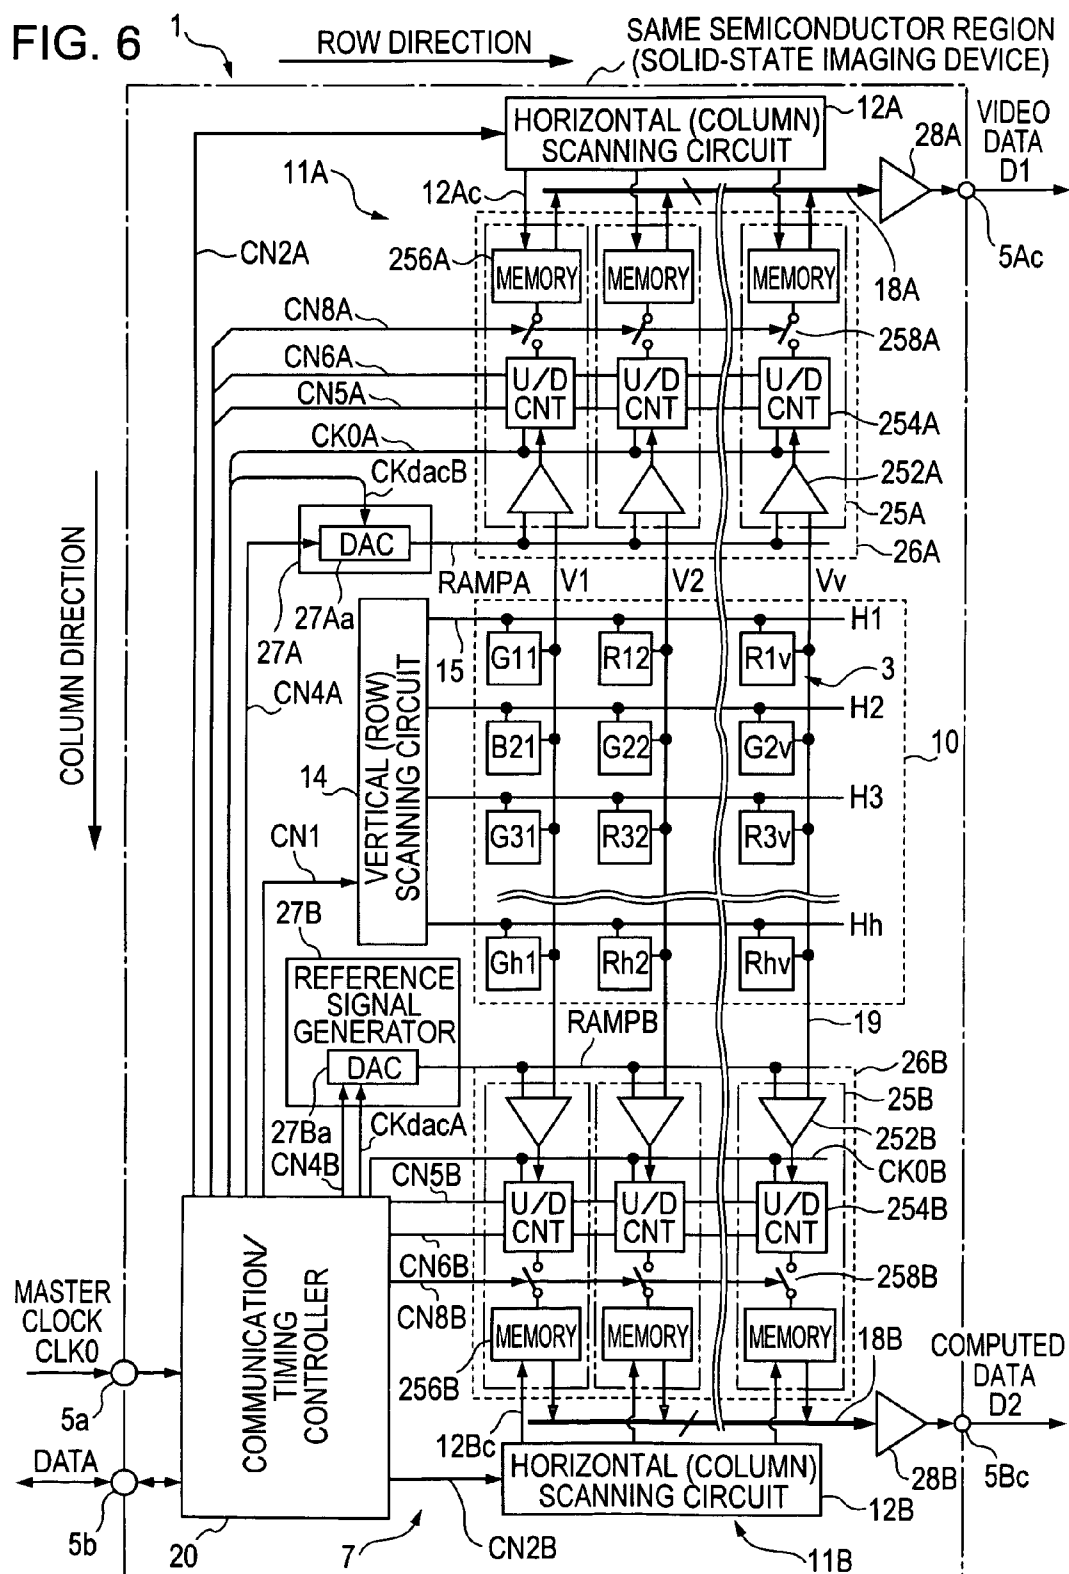 FIG. 6
1
ROW DIRECTION
SAME SEMICONDUCTOR REGION
(SOLID-STATE IMAGING DEVICE)
12A
HORIZONTAL (COLUMN)
SCANNING CIRCUIT
28A
VIDEO
DATA
D1
11A
12Ac
5Ac
CN2A
256A
MEMORY
MEMORY
MEMORY
18A
CN8A
258A
CN6A
U/D
CNT
U/D
CNT
U/D
CNT
CN5A
254A
CK0A
CKdacB
252A
25A
DAC
26A
RAMPA
V1
V2
Vv
27Aa
27A
COLUMN DIRECTION
15
H1
G11
R12
R1v
3
CN4A
H2
B21
G22
G2v
10
14
VERTICAL (ROW)
SCANNING CIRCUIT
H3
G31
R32
R3v
CN1
27B
Hh
Gh1
Rh2
Rhv
REFERENCE
SIGNAL
GENERATOR
RAMPB
19
DAC
26B
25B
27Ba
CKdacA
252B
CN4B
CN5B
CK0B
U/D
CNT
U/D
CNT
U/D
CNT
254B
CN6B
258B
CN8B
MASTER
CLOCK
CLK0
COMMUNICATION/
TIMING
CONTROLLER
MEMORY
MEMORY
MEMORY
18B
COMPUTED
DATA
D2
5a
256B
12Bc
DATA
HORIZONTAL (COLUMN)
SCANNING CIRCUIT
28B
5Bc
5b
20
7
CN2B
11B
12B